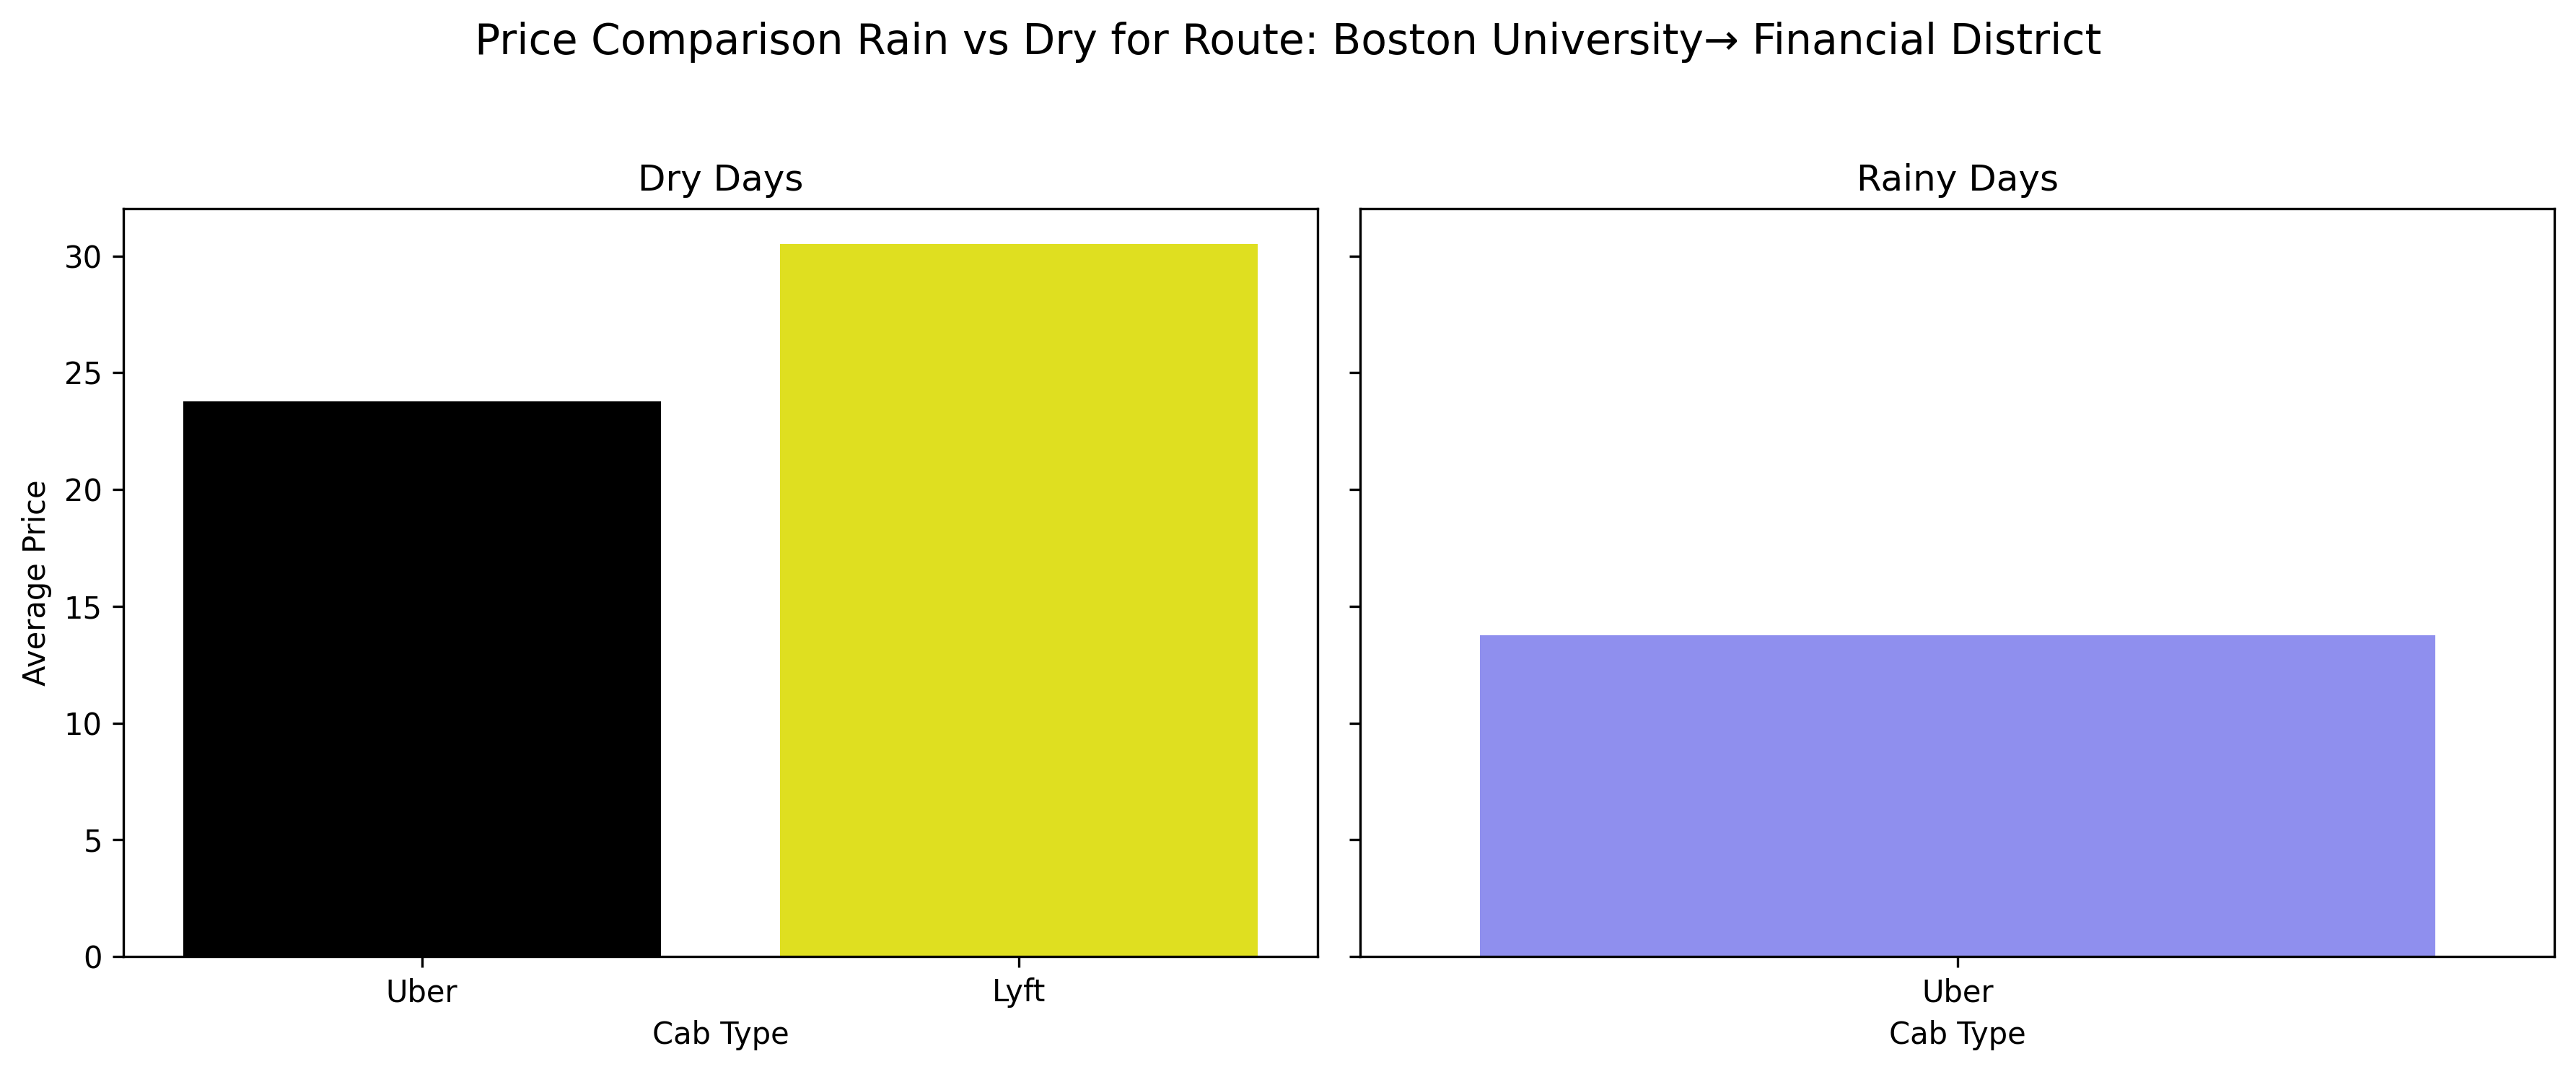 Price Comparison Rain vs Dry for Route: Boston University→ Financial District
Dry Days
Average Price
30
25
20
15
10
5
0
Uber
Lyft
Cab Type
Rainy Days
Uber
Cab Type